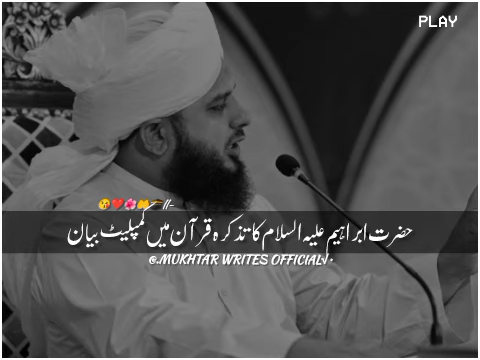 PLAY
😘❤️🌸🤲🕋//-
حضرت ابراہیم علیہ السلام کا تذکرہ قرآن میں کمپلیٹ بیان
@.MUKHTAR WRITES OFFICIAL√·